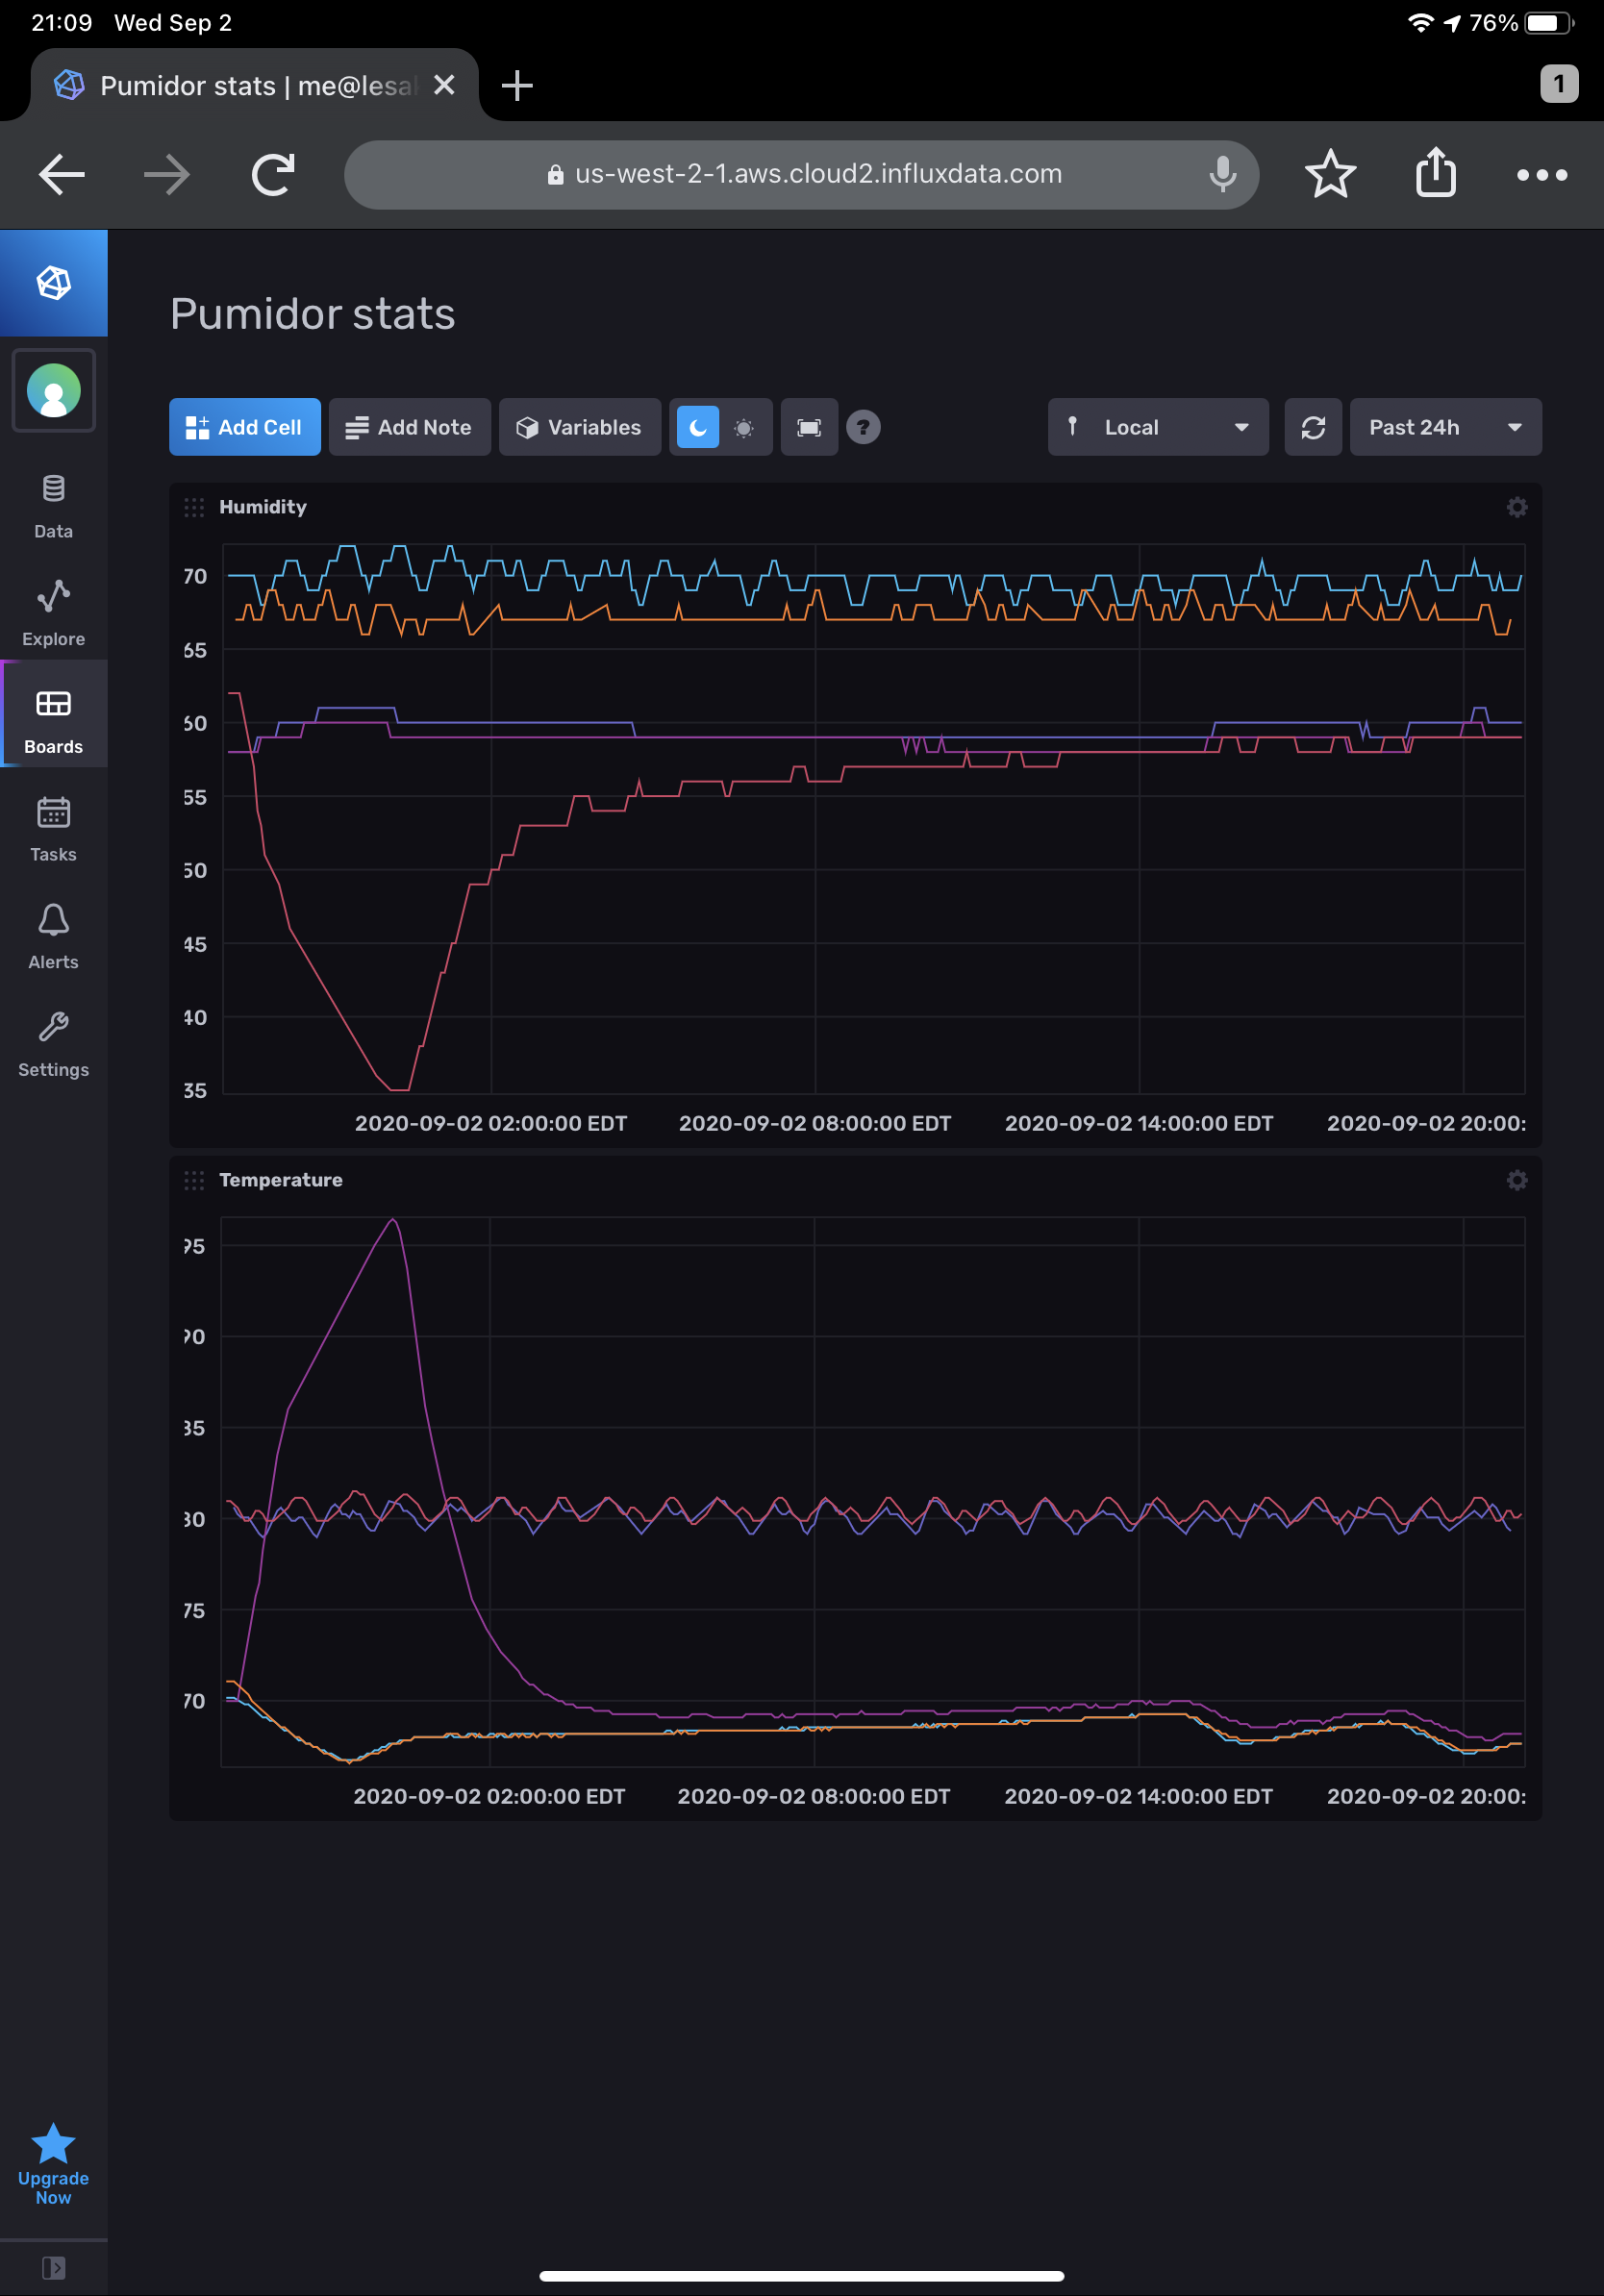 21:09 Wed Sep 2 76%
Pumidor stats | me@lesa
1
us-west-2-1.aws.cloud2.influxdata.com
Pumidor stats
Add Cell Add Note Variables ? Local Past 24h
Data
Explore
Boards
Tasks
Alerts
Settings
Humidity
70
65
60
55
50
45
40
35
2020-09-02 02:00:00 EDT 2020-09-02 08:00:00 EDT 2020-09-02 14:00:00 EDT 2020-09-02 20:00:
Temperature
95
90
85
80
75
70
2020-09-02 02:00:00 EDT 2020-09-02 08:00:00 EDT 2020-09-02 14:00:00 EDT 2020-09-02 20:00:
Upgrade
Now